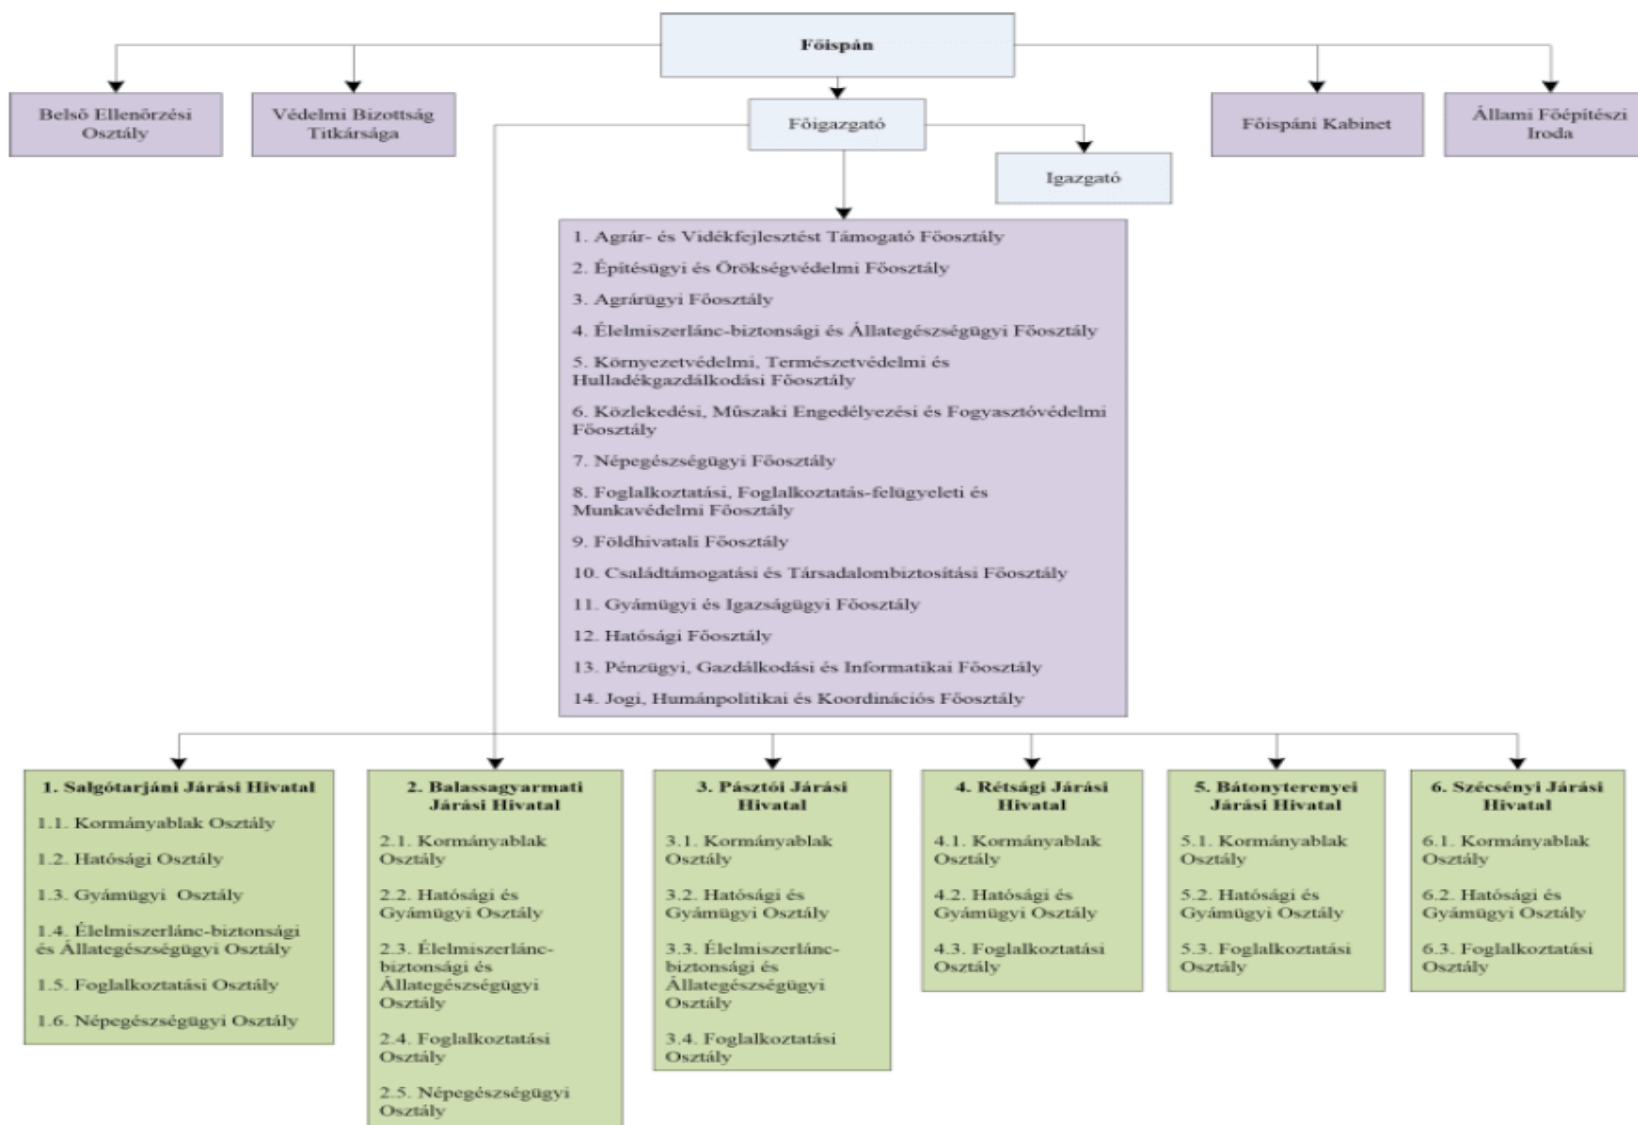 Főispán
Belső Ellenőrzési
Osztály
Védelmi Bizottság
Titkársága
Főigazgató
Igazgató
Főispáni Kabinet
Állami Főépítészi
Iroda
1. Agrár- és Vidékfejlesztést Támogató Főosztály
2. Építésügyi és Örökségvédelmi Főosztály
3. Agrárügyi Főosztály
4. Élelmiszerlánc-biztonsági és Állategészségügyi Főosztály
5. Környezetvédelmi, Természetvédelmi és
Hulladékgazdálkodási Főosztály
6. Közlekedési, Műszaki Engedélyezési és Fogyasztóvédelmi
Főosztály
7. Népegészségügyi Főosztály
8. Foglalkoztatási, Foglalkoztatás-felügyeleti és
Munkavédelmi Főosztály
9. Földhivatali Főosztály
10. Családtámogatási és Társadalombiztosítási Főosztály
11. Gyámügyi és Igazságügyi Főosztály
12. Hatósági Főosztály
13. Pénzügyi, Gazdálkodási és Informatikai Főosztály
14. Jogi, Humánpolitikai és Koordinációs Főosztály
1. Salgótarjáni Járási Hivatal
1.1. Kormányablak Osztály
1.2. Hatósági Osztály
1.3. Gyámügyi  Osztály
1.4. Élelmiszerlánc-biztonsági
és Állategészségügyi Osztály
1.5. Foglalkoztatási Osztály
1.6. Népegészségügyi Osztály
2. Balassagyarmati
Járási Hivatal
2.1. Kormányablak
Osztály
2.2. Hatósági és
Gyámügyi Osztály
2.3. Élelmiszerlánc-
biztonsági és
Állategészségügyi
Osztály
2.4. Foglalkoztatási
Osztály
2.5. Népegészségügyi
Osztály
3. Pásztói Járási
Hivatal
3.1. Kormányablak
Osztály
3.2. Hatósági és
Gyámügyi Osztály
3.3. Élelmiszerlánc-
biztonsági és
Állategészségügyi
Osztály
3.4. Foglalkoztatási
Osztály
4. Rétsági Járási
Hivatal
4.1. Kormányablak
Osztály
4.2. Hatósági és
Gyámügyi Osztály
4.3. Foglalkoztatási
Osztály
5. Bátonyterenyei
Járási Hivatal
5.1. Kormányablak
Osztály
5.2. Hatósági és
Gyámügyi Osztály
5.3. Foglalkoztatási
Osztály
6. Szécsényi Járási
Hivatal
6.1. Kormányablak
Osztály
6.2. Hatósági és
Gyámügyi Osztály
6.3. Foglalkoztatási
Osztály